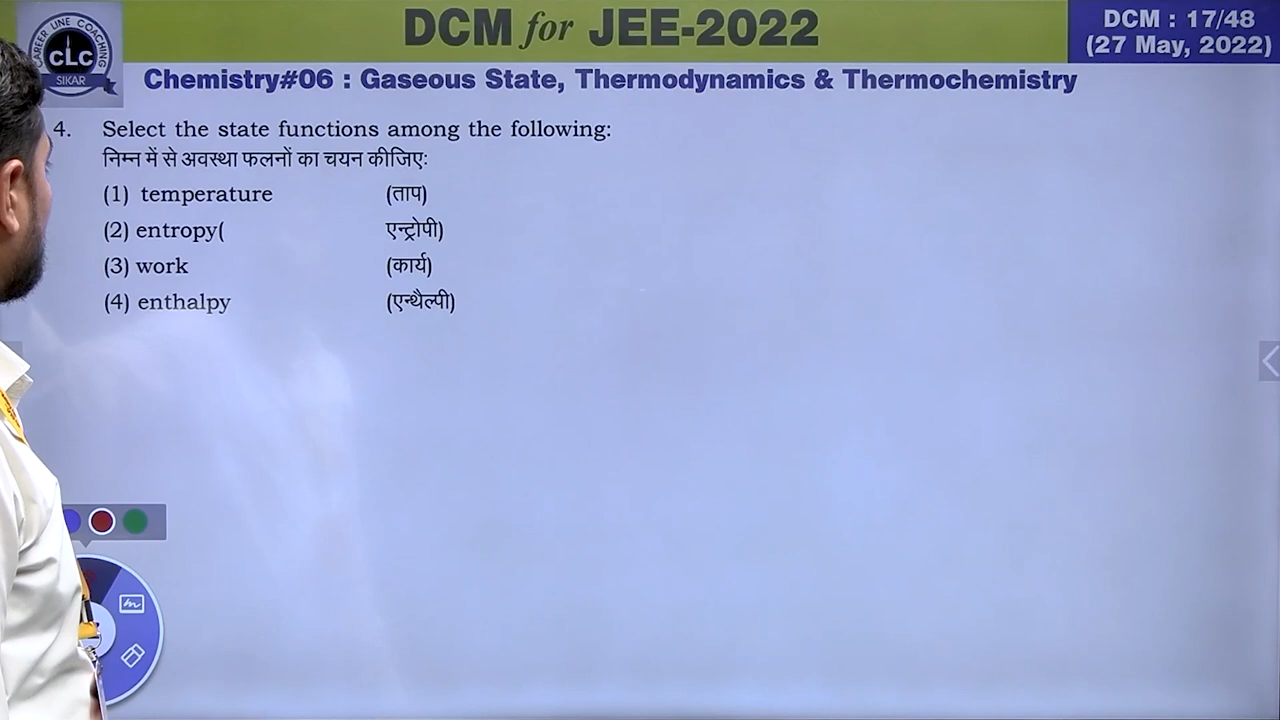 DCM for JEE-2022
DCM : 17/48
(27 May, 2022)
CAREER LINE COACHING
CLC
SIKAR
Chemistry#06 : Gaseous State, Thermodynamics & Thermochemistry
4. Select the state functions among the following:
निम्न में से अवस्था फलनों का चयन कीजिएः
(1) temperature (ताप)
(2) entropy( एन्ट्रोपी)
(3) work (कार्य)
(4) enthalpy (एन्थैल्पी)